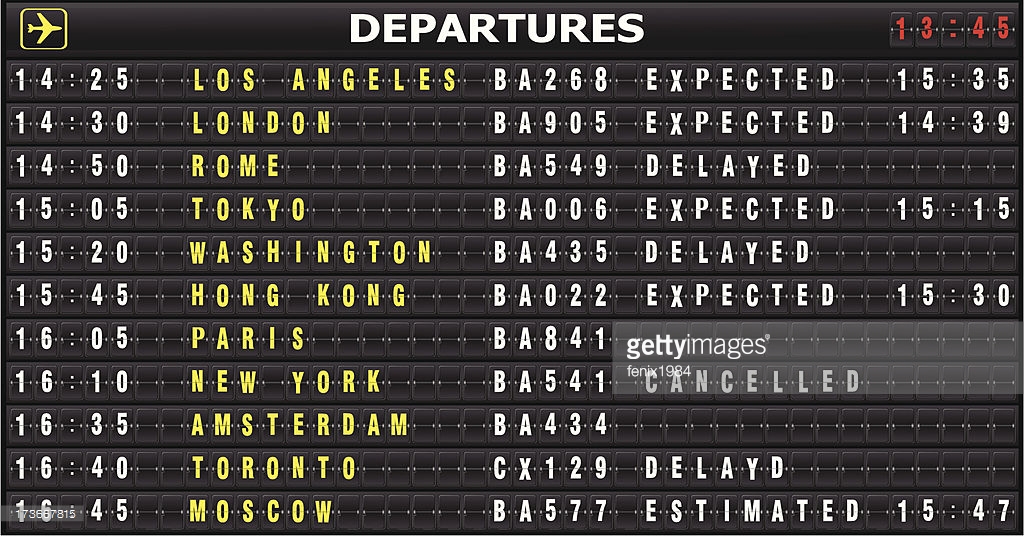 DEPARTURES 13:45
14:25 LOS ANGELES BA268 EXPECTED 15:35
14:30 LONDON BA905 EXPECTED 14:39
14:50 ROME BA549 DELAYED
15:05 TOKYO BA006 EXPECTED 15:15
15:20 WASHINGTON BA435 DELAYED
15:45 HONG KONG BA022 EXPECTED 15:30
16:05 PARIS BA841
gettyimages®
fenix1984
16:10 NEW YORK BA541 CANCELLED
16:35 AMSTERDAM BA434
16:40 TORONTO CX129 DELAYD
16:45 MOSCOW BA577 ESTIMATED 15:47
173667815